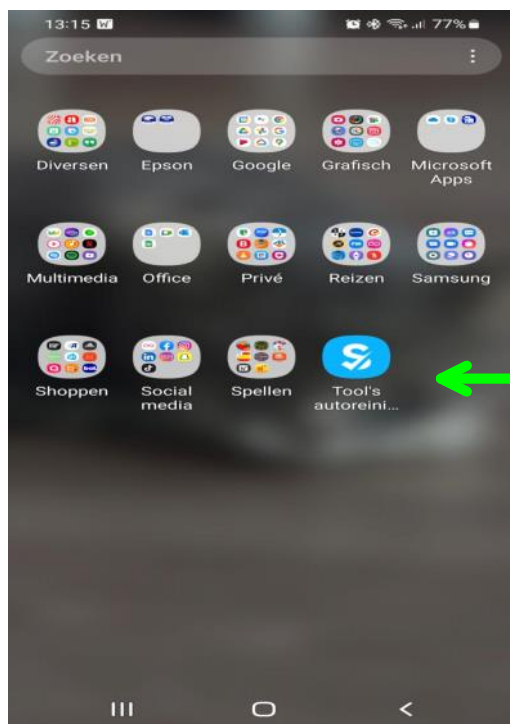 13:15 77%
Zoeken
Diversen Epson Google Grafisch Microsoft
Apps
Multimedia Office Privé Reizen Samsung
Shoppen Social Spellen Tool's
media autoreini...